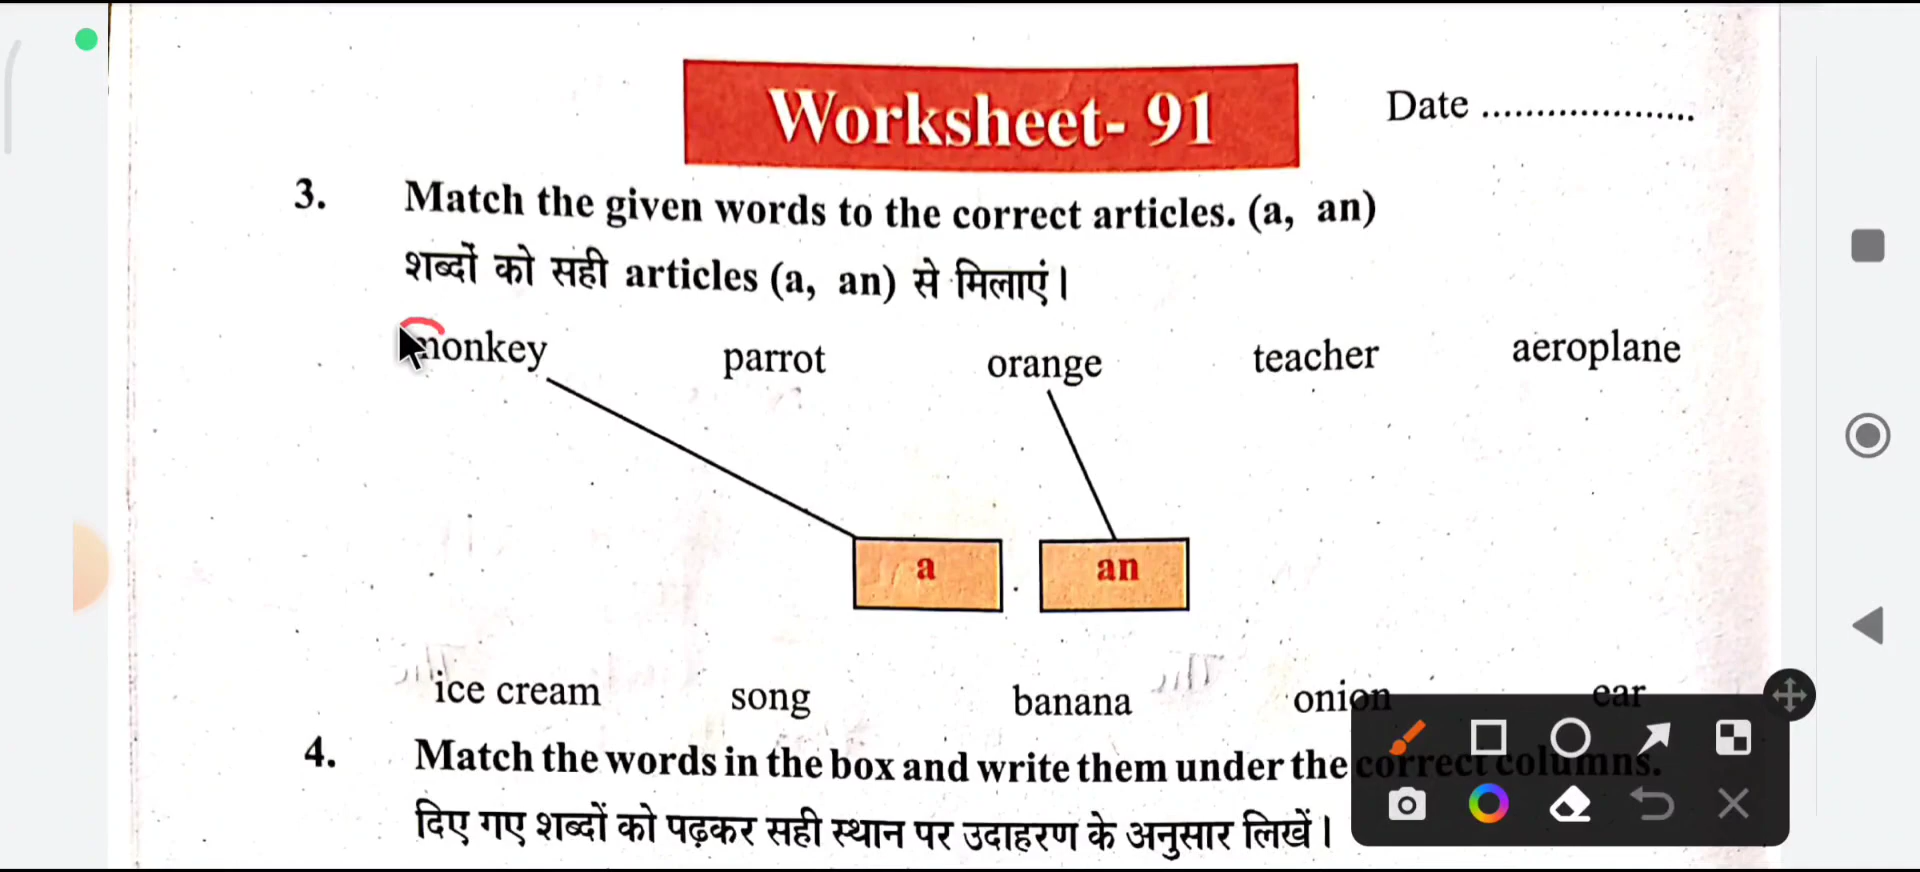 Worksheet- 91
Date ....................
3. Match the given words to the correct articles. (a, an)
शब्दों को सही articles (a, an) से मिलाएं।
monkey parrot orange teacher aeroplane
a an
ice cream song banana onion ear
4. Match the words in the box and write them under the correct columns.
दिए गए शब्दों को पढ़कर सही स्थान पर उदाहरण के अनुसार लिखें।